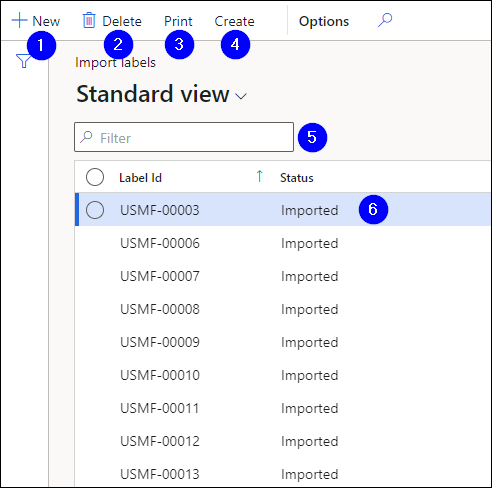 New Delete Print Create Options
1 2 3 4
Import labels
Standard view
Filter 5
Label Id Status
USMF-00003 Imported 6
USMF-00006 Imported
USMF-00007 Imported
USMF-00008 Imported
USMF-00009 Imported
USMF-00010 Imported
USMF-00011 Imported
USMF-00012 Imported
USMF-00013 Imported